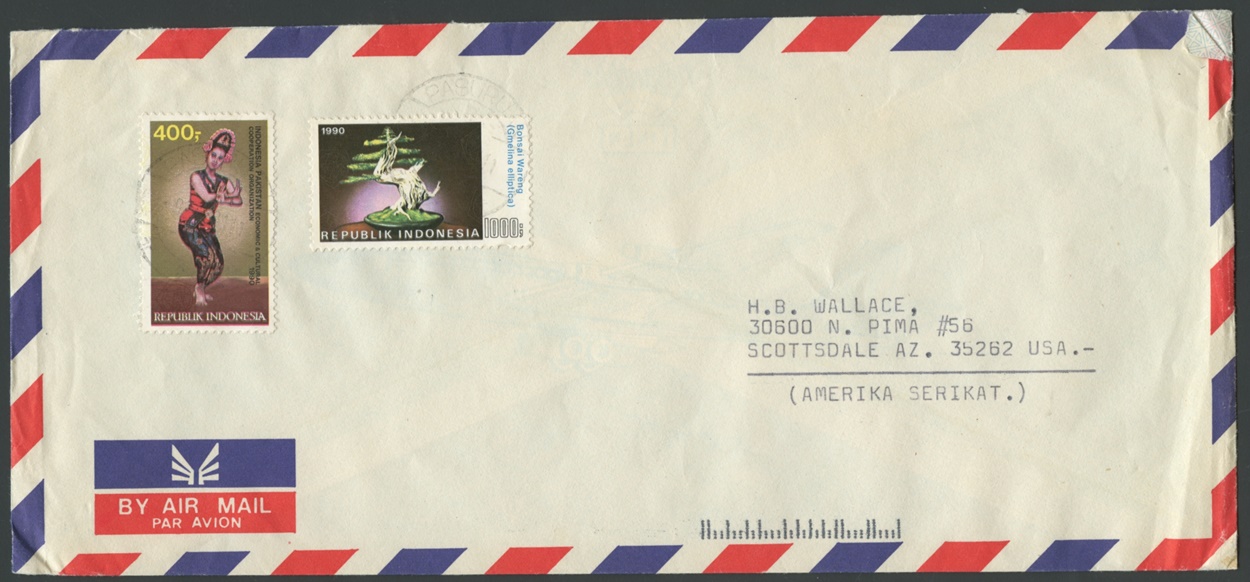 PASURU
400,-
INDONESIA PAKISTAN ECONOMIC & CULTURAL
COOPERATION ORGANIZATION 1990
REPUBLIK INDONESIA
1990
Bonsai Wareng
(Gmelina elliptica)
REPUBLIK INDONESIA 1000
H.B. WALLACE,
30600 N. PIMA #56
SCOTTSDALE AZ. 35262 USA.-
(AMERIKA SERIKAT.)
BY AIR MAIL
PAR AVION